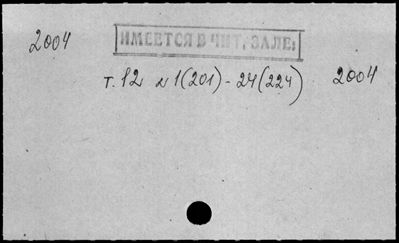 ИМЕЕТСЯ В ЧИТ. ЗАЛЕ:
2004
т. 12 № 1(201) - 24(224) 2004